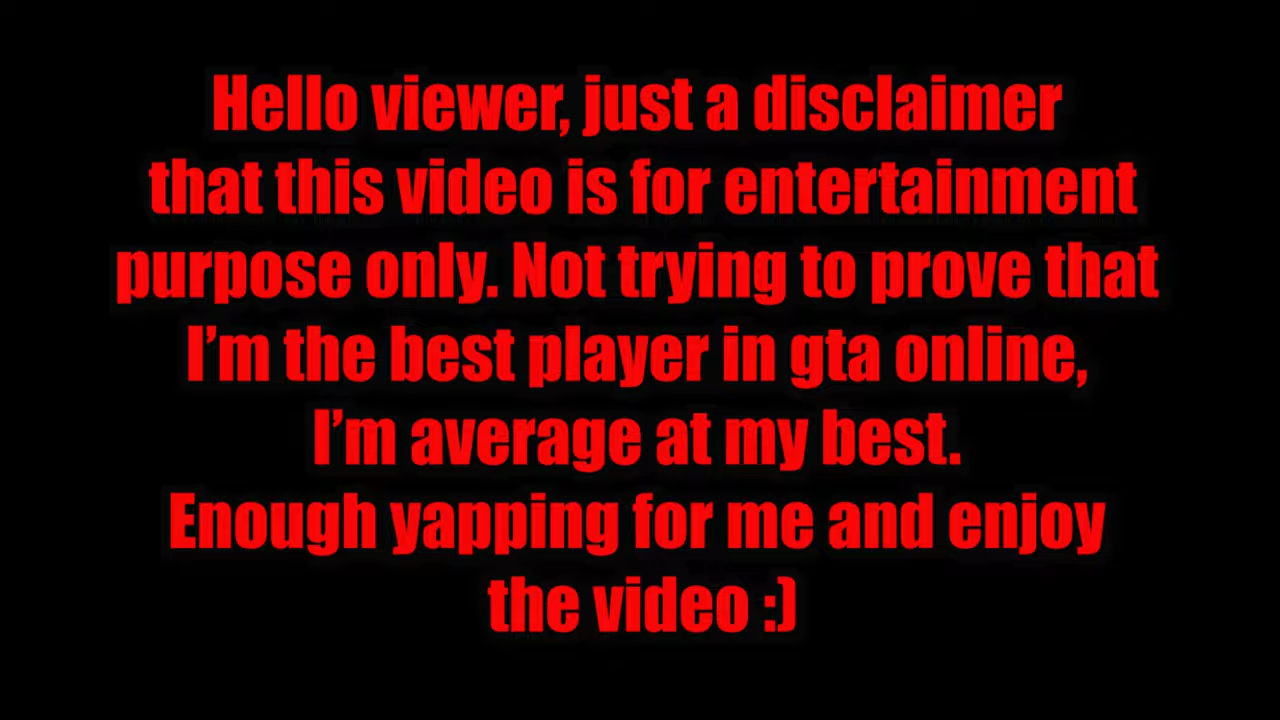 Hello viewer, just a disclaimer
that this video is for entertainment
purpose only. Not trying to prove that
I’m the best player in gta online,
I’m average at my best.
Enough yapping for me and enjoy
the video :)